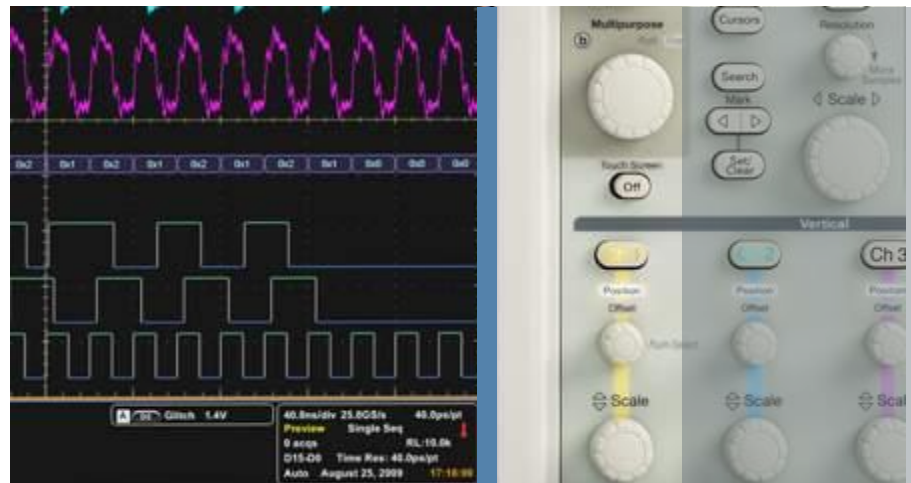 0x2 0x1 0x2 0x1 0x2 0x1 0x2 0x1 0x0 0x0 0x0
A Glitch 1.4V
40.0ns/div 25.0GS/s 40.0ps/pt
Preview Single Seq
0 acqs RL:10.0k
D15-D0 Time Res: 40.0ps/pt
Auto August 25, 2009
Multipurpose
b
Cursors
Resolution
Search
Mark
Scale
Set/
Clear
Touch Screen
Off
Vertical
1
2
Ch 3
Position
Position
Position
Offset
Offset
Offset
Scale
Scale